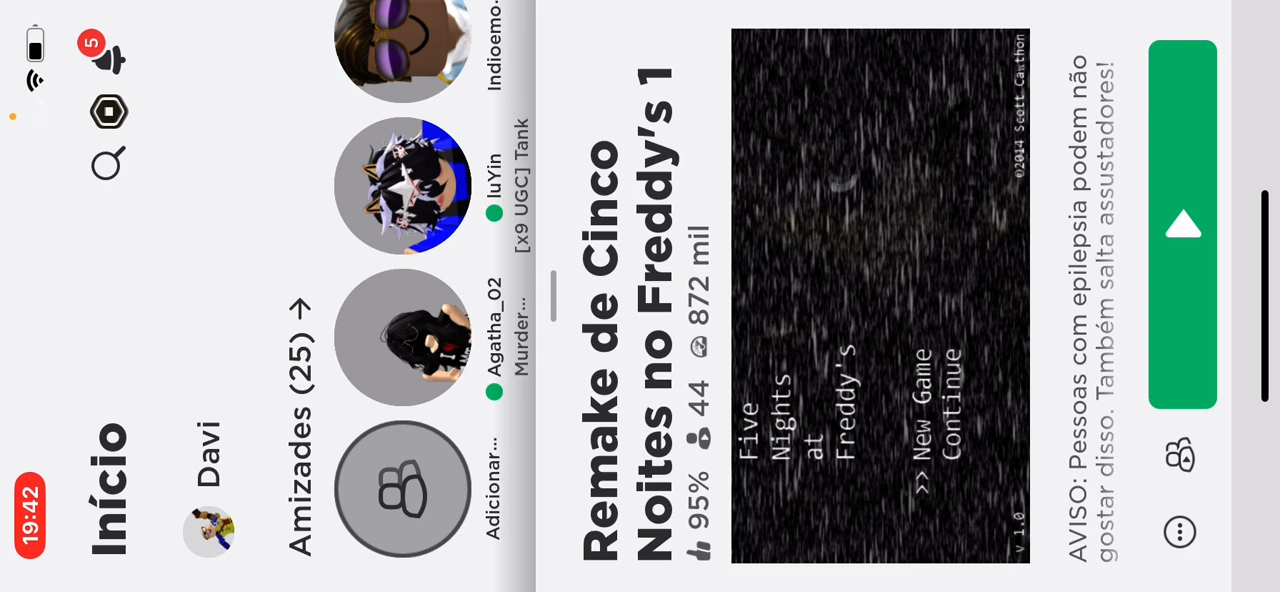 19:42
Início
5
Davi
Amizades (25) →
Adicionar...
Agatha_02
Murder...
IuYin
[x9 UGC] Tank
Indioemo
Remake de Cinco
Noites no Freddy's 1
95% 44 872 mil
Five
Nights
at
Freddy's
>> New Game
Continue
v 1.0
©2014 Scott Cawthon
AVISO: Pessoas com epilepsia podem não
gostar disso. Também salta assustadores!